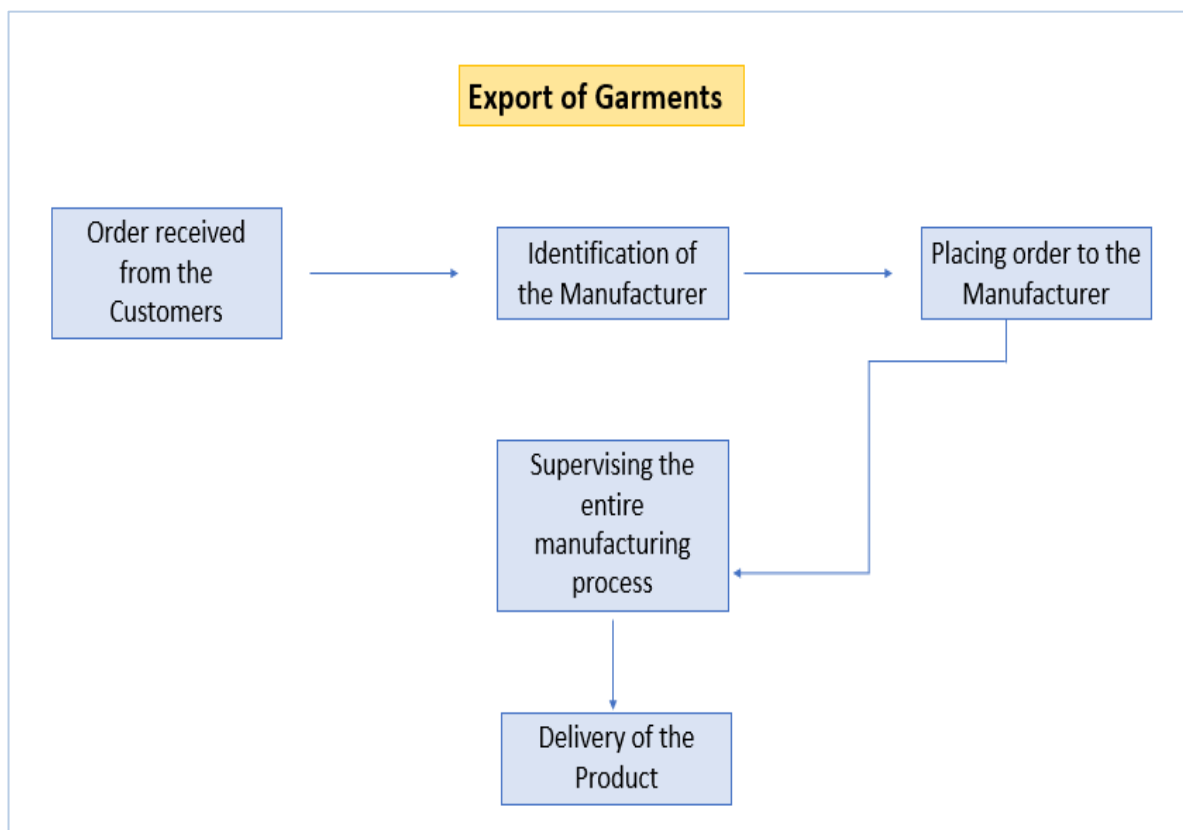 Export of Garments
Order received
from the
Customers
Identification of
the Manufacturer
Placing order to the
Manufacturer
Supervising the
entire
manufacturing
process
Delivery of the
Product